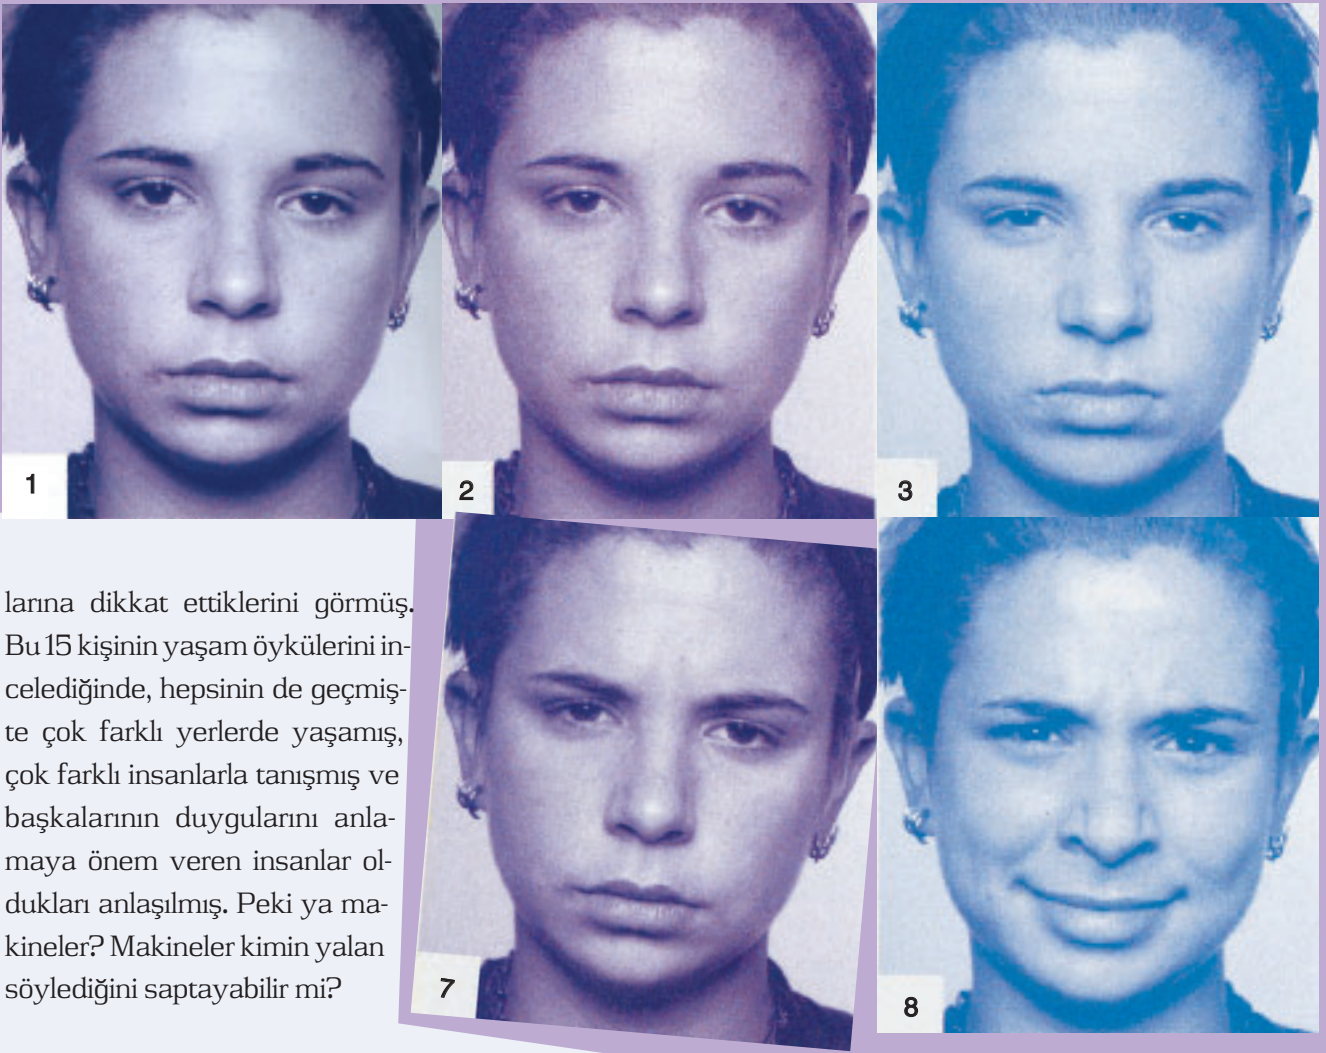 1
2
3
larına dikkat ettiklerini görmüş.
Bu 15 kişinin yaşam öykülerini in-
celediğinde, hepsinin de geçmiş-
te çok farklı yerlerde yaşamış,
çok farklı insanlarla tanışmış ve
başkalarının duygularını anla-
maya önem veren insanlar ol-
dukları anlaşılmış. Peki ya ma-
kineler? Makineler kimin yalan
söylediğini saptayabilir mi?
7
8